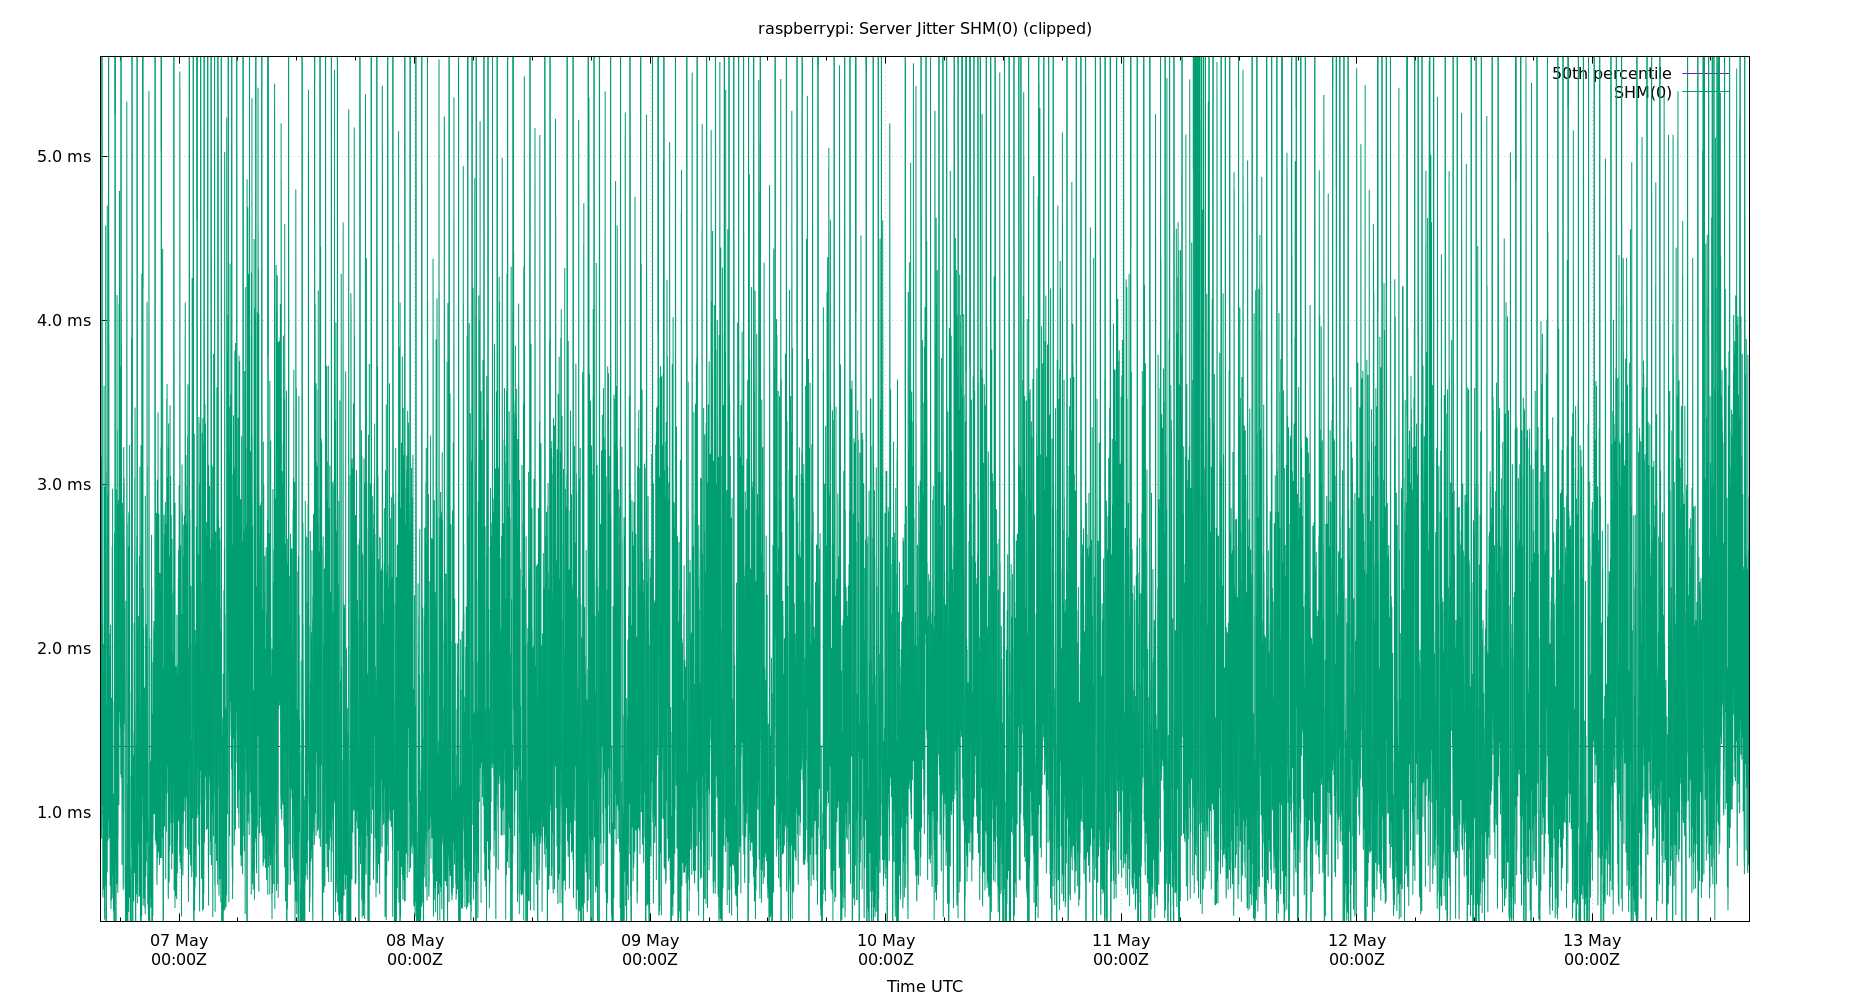 raspberrypi: Server Jitter SHM(0) (clipped)
50th percentile
SHM(0)
5.0 ms
4.0 ms
3.0 ms
2.0 ms
1.0 ms
07 May 08 May 09 May 10 May 11 May 12 May 13 May
00:00Z 00:00Z 00:00Z 00:00Z 00:00Z 00:00Z 00:00Z
Time UTC